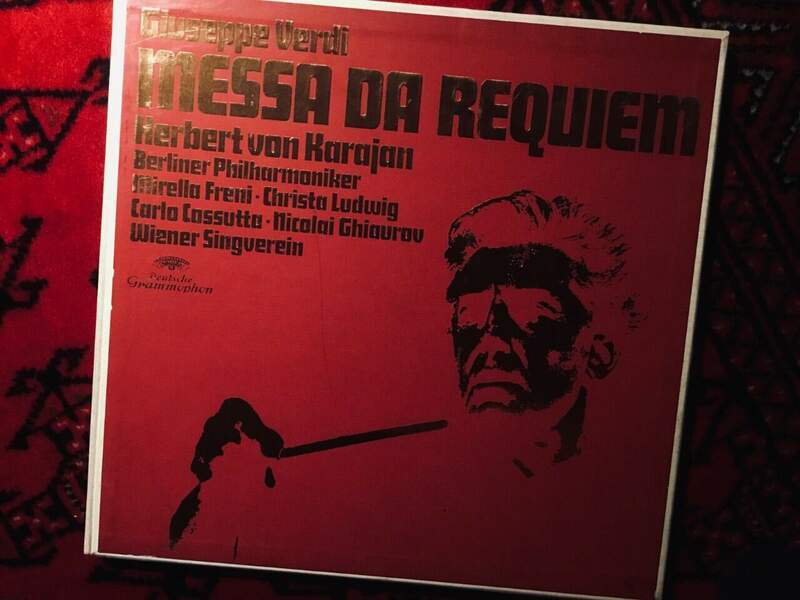 Giuseppe Verdi
MESSA DA REQUIEM
Herbert von Karajan
Berliner Philharmoniker
Mirella Freni · Christa Ludwig
Carlo Cossutta · Nicolai Ghiaurov
Wiener Singverein
Deutsche
Grammophon